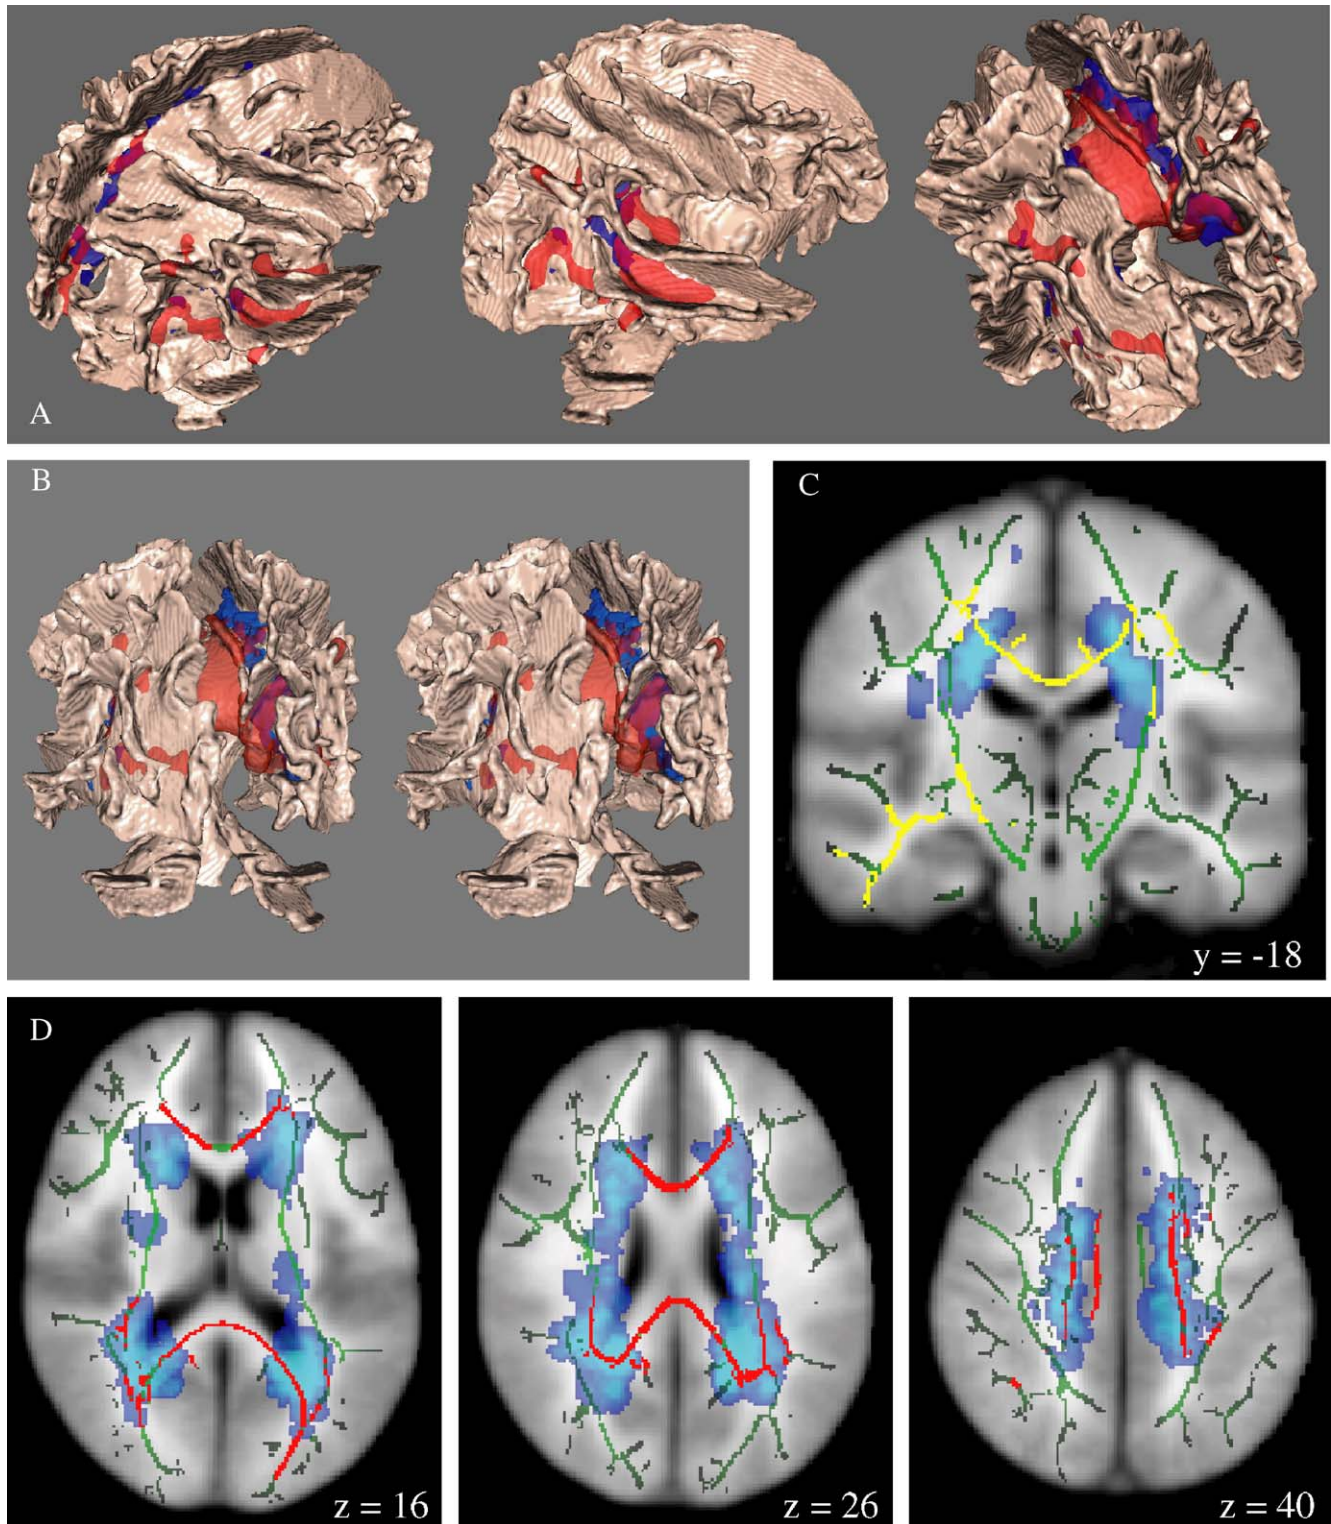 A
B
C
y = -18
D
z = 16
z = 26
z = 40